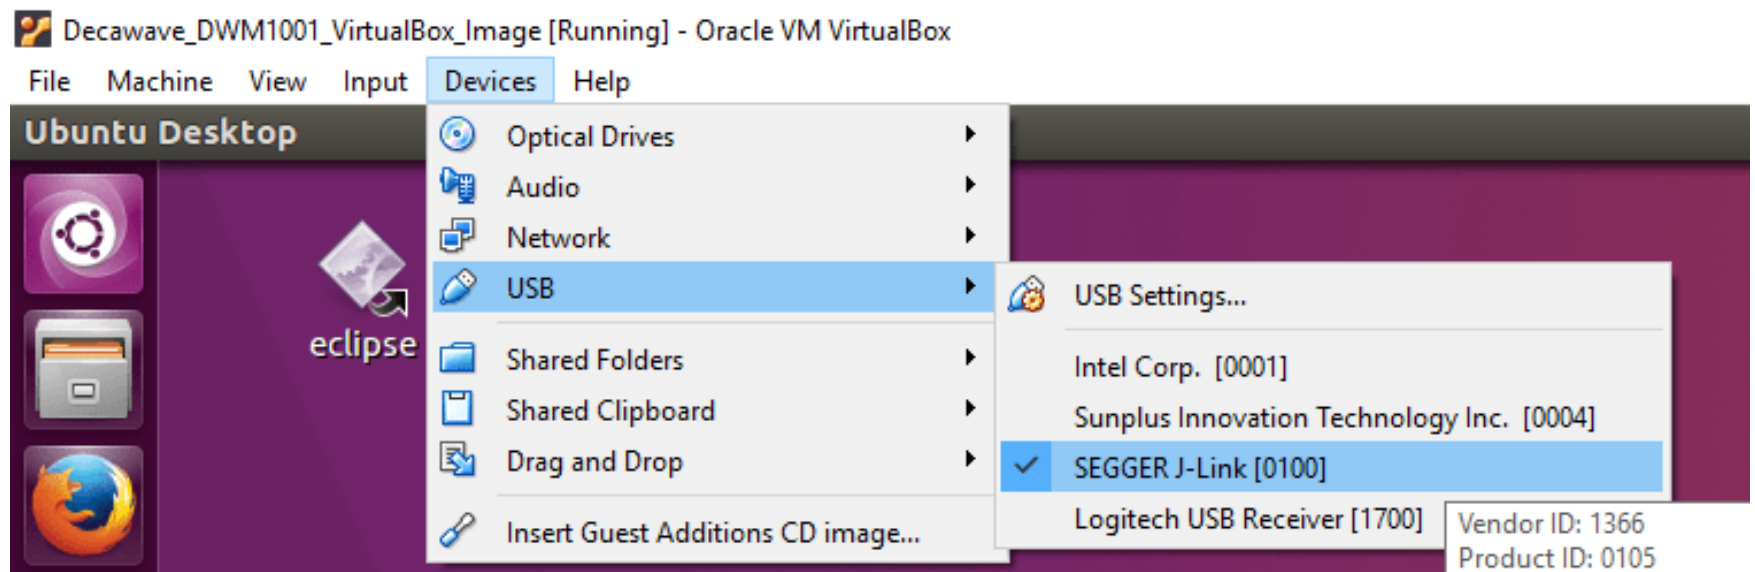 Decawave_DWM1001_VirtualBox_Image [Running] - Oracle VM VirtualBox
File Machine View Input Devices Help
Ubuntu Desktop
eclipse
Optical Drives
Audio
Network
USB
Shared Folders
Shared Clipboard
Drag and Drop
Insert Guest Additions CD image...
USB Settings...
Intel Corp. [0001]
Sunplus Innovation Technology Inc. [0004]
SEGGER J-Link [0100]
Logitech USB Receiver [1700]
Vendor ID: 1366
Product ID: 0105